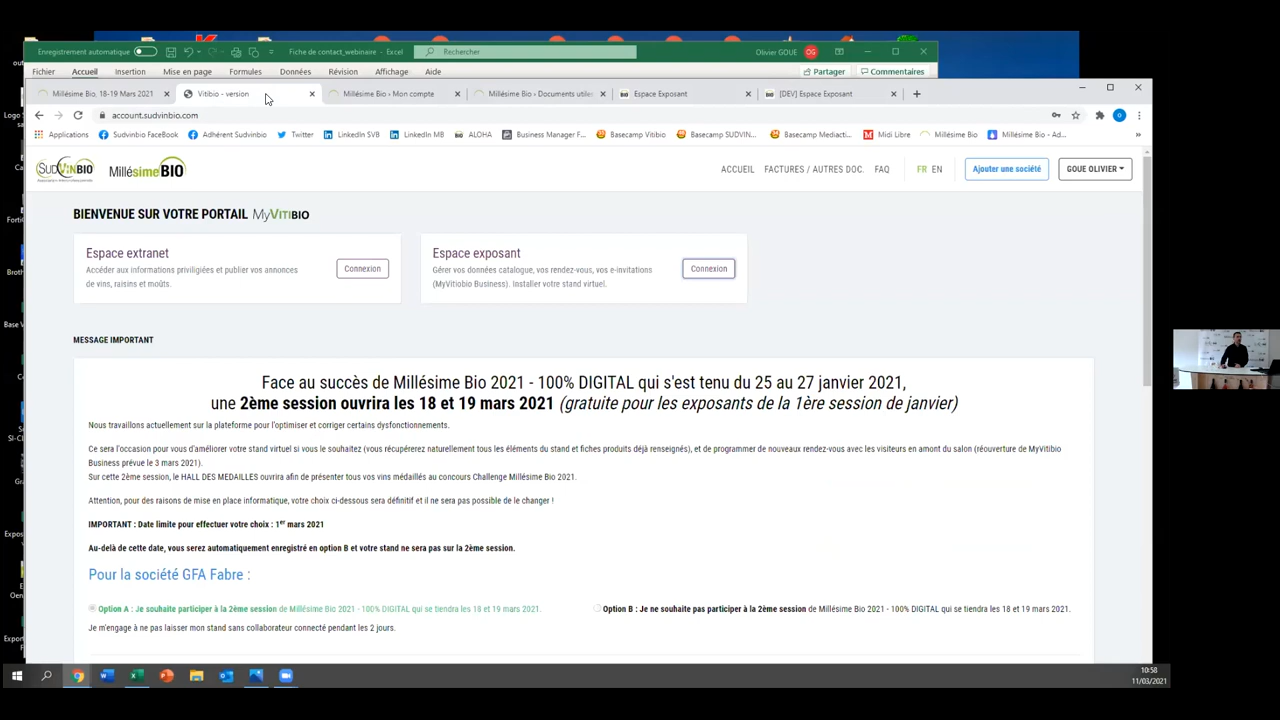 Enregistrement automatique Fiche de contact_webinaire - Excel Rechercher Olivier GOUE OG
Fichier Accueil Insertion Mise en page Formules Données Révision Affichage Aide Partager Commentaires
Millésime Bio, 18-19 Mars 2021 Vitibio - version Millésime Bio › Mon compte Millésime Bio › Documents utiles Espace Exposant [DEV] Espace Exposant
account.sudvinbio.com
Applications Sudvinbio FaceBook Adhérent Sudvinbio Twitter LinkedIn SVB LinkedIn MB ALOHA Business Manager F... Basecamp Vitibio Basecamp SUDVIN... Basecamp Mediacti... Midi Libre Millésime Bio Millésime Bio - Ad... »
SUDVINBIO MillésimeBIO ACCUEIL FACTURES / AUTRES DOC. FAQ FR EN Ajouter une société GOUE OLIVIER
BIENVENUE SUR VOTRE PORTAIL MyVITIBIO
Espace extranet
Accéder aux informations priviligiées et publier vos annonces
de vins, raisins et moûts.
Connexion
Espace exposant
Gérer vos données catalogue, vos rendez-vous, vos e-invitations
(MyVitiobio Business). Installer votre stand virtuel.
Connexion
MESSAGE IMPORTANT
Face au succès de Millésime Bio 2021 - 100% DIGITAL qui s'est tenu du 25 au 27 janvier 2021,
une 2ème session ouvrira les 18 et 19 mars 2021 (gratuite pour les exposants de la 1ère session de janvier)
Nous travaillons actuellement sur la plateforme pour l'optimiser et corriger certains dysfonctionnements.
Ce sera l'occasion pour vous d'améliorer votre stand virtuel si vous le souhaitez (vous récupérerez naturellement tous les éléments du stand et fiches produits déjà renseignés), et de programmer de nouveaux rendez-vous avec les visiteurs en amont du salon (réouverture de MyVitibio
Business prévue le 3 mars 2021).
Sur cette 2ème session, le HALL DES MEDAILLES ouvrira afin de présenter tous vos vins médaillés au concours Challenge Millésime Bio 2021.
Attention, pour des raisons de mise en place informatique, votre choix ci-dessous sera définitif et il ne sera pas possible de le changer !
IMPORTANT : Date limite pour effectuer votre choix : 1er mars 2021
Au-delà de cette date, vous serez automatiquement enregistré en option B et votre stand ne sera pas sur la 2ème session.
Pour la société GFA Fabre :
Option A : Je souhaite participer à la 2ème session de Millésime Bio 2021 - 100% DIGITAL qui se tiendra les 18 et 19 mars 2021. Option B : Je ne souhaite pas participer à la 2ème session de Millésime Bio 2021 - 100% DIGITAL qui se tiendra les 18 et 19 mars 2021.
Je m'engage à ne pas laisser mon stand sans collaborateur connecté pendant les 2 jours.
10:58
11/03/2021